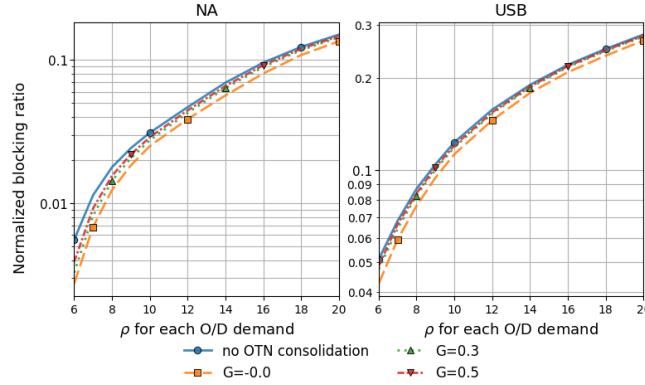 NA
USB
Normalized blocking ratio
0.1
0.01
0.3
0.2
0.1
0.09
0.08
0.07
0.06
0.05
0.04
6 8 10 12 14 16 18 20
6 8 10 12 14 16 18 20
ρ for each O/D demand
ρ for each O/D demand
no OTN consolidation
G=0.3
G=-0.0
G=0.5